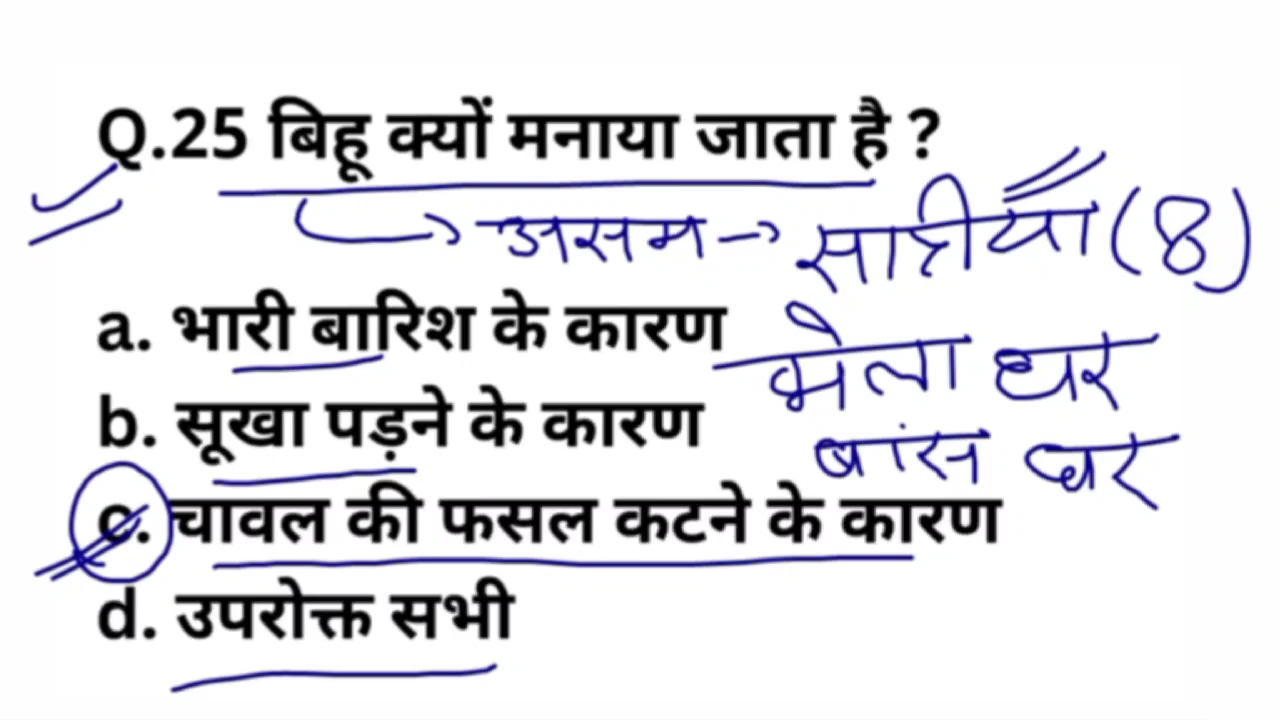 Q.25 बिहू क्यों मनाया जाता है ?
असम → सात्रीया (8)
a. भारी बारिश के कारण
मेला घर
b. सूखा पड़ने के कारण
बांस घर
c. चावल की फसल कटने के कारण
d. उपरोक्त सभी